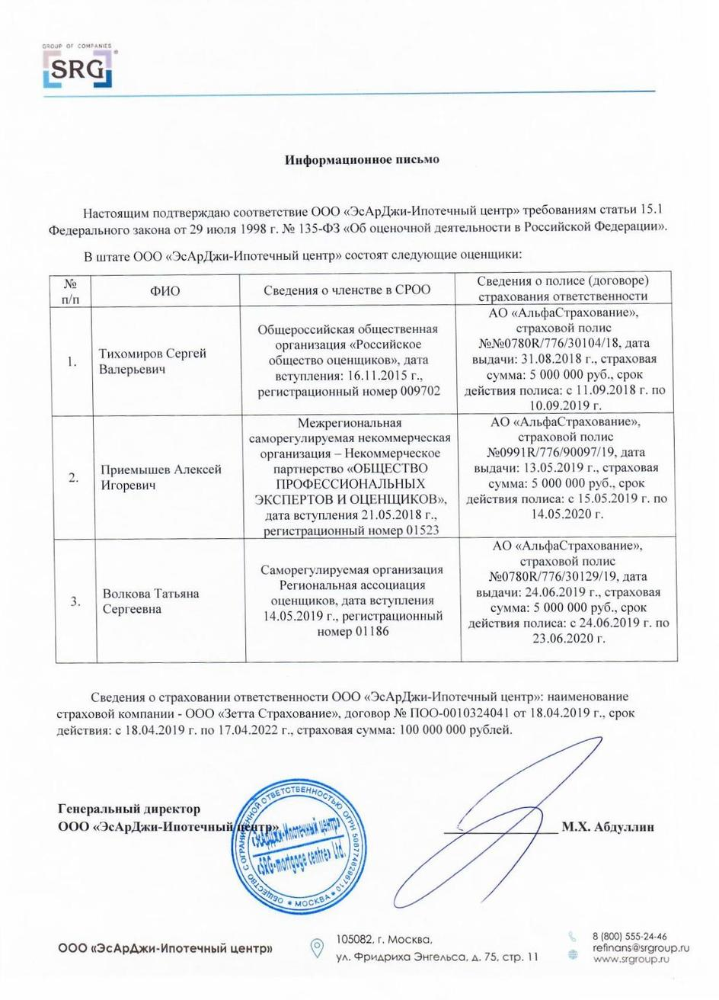 GROUP OF COMPANIES
SRG
Информационное письмо
Настоящим подтверждаю соответствие ООО «ЭсАрДжи-Ипотечный центр» требованиям статьи 15.1
Федерального закона от 29 июля 1998 г. № 135-ФЗ «Об оценочной деятельности в Российской Федерации».
В штате ООО «ЭсАрДжи-Ипотечный центр» состоят следующие оценщики:
№
п/п
ФИО
Сведения о членстве в СРОО
Сведения о полисе (договоре)
страхования ответственности
1.
Тихомиров Сергей
Валерьевич
Общероссийская общественная
организация «Российское
общество оценщиков», дата
вступления: 16.11.2015 г.,
регистрационный номер 009702
АО «АльфаСтрахование»,
страховой полис
№№0780R/776/30104/18, дата
выдачи: 31.08.2018 г., страховая
сумма: 5 000 000 руб., срок
действия полиса: с 11.09.2018 г. по
10.09.2019 г.
2.
Приемышев Алексей
Игоревич
Межрегиональная
саморегулируемая некоммерческая
организация – Некоммерческое
партнерство «ОБЩЕСТВО
ПРОФЕССИОНАЛЬНЫХ
ЭКСПЕРТОВ И ОЦЕНЩИКОВ»,
дата вступления 21.05.2018 г.,
регистрационный номер 01523
АО «АльфаСтрахование»,
страховой полис
№0991R/776/90097/19, дата
выдачи: 13.05.2019 г., страховая
сумма: 5 000 000 руб., срок
действия полиса: с 15.05.2019 г. по
14.05.2020 г.
3.
Волкова Татьяна
Сергеевна
Саморегулируемая организация
Региональная ассоциация
оценщиков, дата вступления
14.05.2019 г., регистрационный
номер 01186
АО «АльфаСтрахование»,
страховой полис
№0780R/776/30129/19, дата
выдачи: 24.06.2019 г., страховая
сумма: 5 000 000 руб., срок
действия полиса: с 24.06.2019 г. по
23.06.2020 г.
Сведения о страховании ответственности ООО «ЭсАрДжи-Ипотечный центр»: наименование
страховой компании - ООО «Зетта Страхование», договор № ПОО-0010324041 от 18.04.2019 г., срок
действия: с 18.04.2019 г. по 17.04.2022 г., страховая сумма: 100 000 000 рублей.
Генеральный директор
ООО «ЭсАрДжи-Ипотечный центр»
М.Х. Абдуллин
ОБЩЕСТВО С ОГРАНИЧЕННОЙ ОТВЕТСТВЕННОСТЬЮ ОГРН 5087746296710
* МОСКВА *
«ЭсАрДжи-Ипотечный центр»
«SRG-mortgage centre» Ltd.
ООО «ЭсАрДжи-Ипотечный центр»
105082, г. Москва,
ул. Фридриха Энгельса, д. 75, стр. 11
8 (800) 555-24-46
refinans@srgroup.ru
www.srgroup.ru